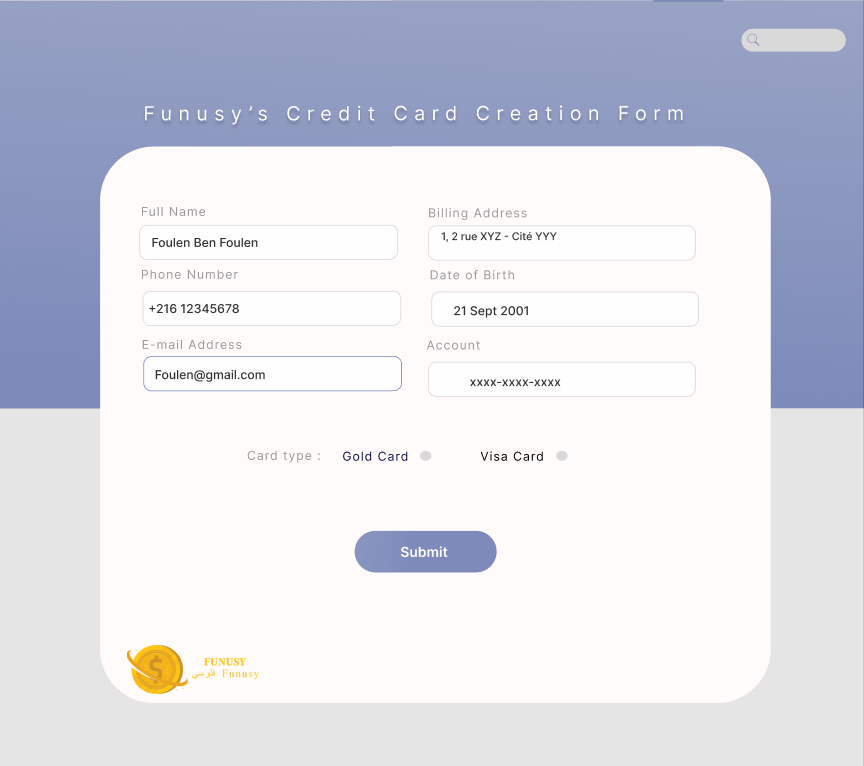 Funusy's Credit Card Creation Form
Full Name
Foulen Ben Foulen
Billing Address
1, 2 rue XYZ - Cité YYY
Phone Number
+216 12345678
Date of Birth
21 Sept 2001
E-mail Address
Foulen@gmail.com
Account
xxxx-xxxx-xxxx
Card type : Gold Card Visa Card
Submit
FUNUSY
فلوسي Funusy